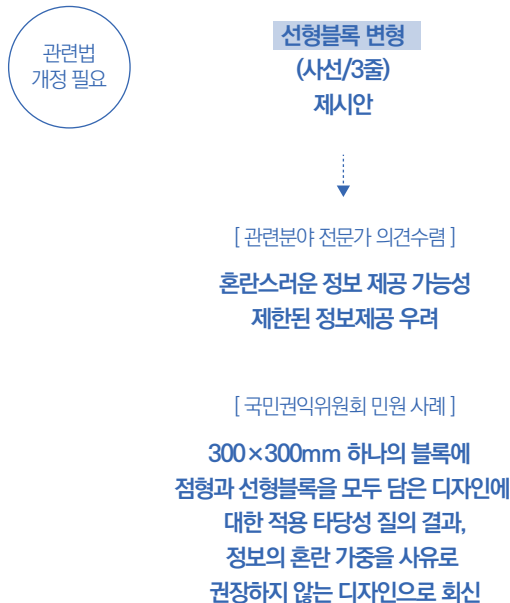 관련법
개정 필요
선형블록 변형
(사선/3줄)
제시안
[ 관련분야 전문가 의견수렴 ]
혼란스러운 정보 제공 가능성
제한된 정보제공 우려
[ 국민권익위원회 민원 사례 ]
300×300mm 하나의 블록에
점형과 선형블록을 모두 담은 디자인에
대한 적용 타당성 질의 결과,
정보의 혼란 가중을 사유로
권장하지 않는 디자인으로 회신